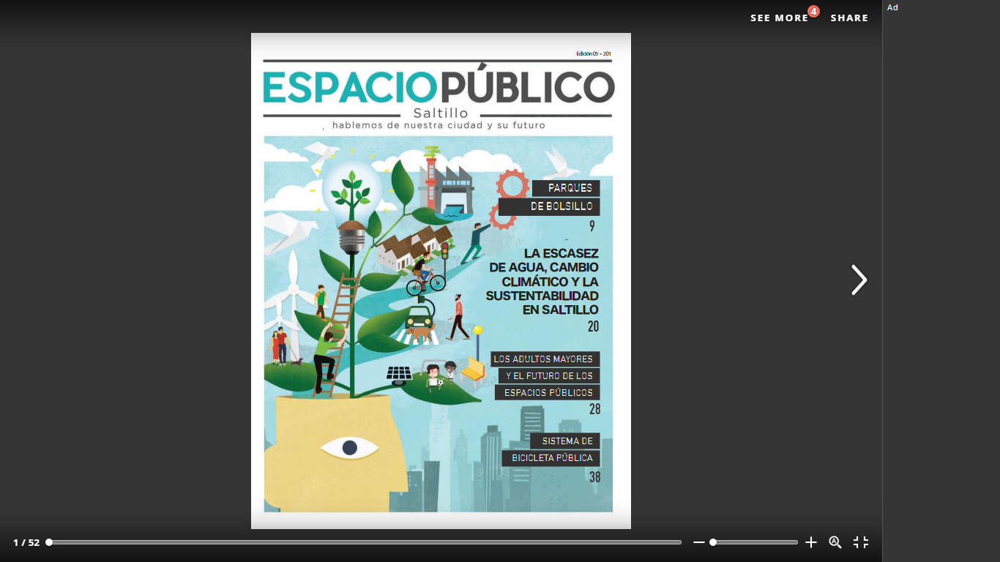 SEE MORE 4 SHARE
Ad
Edición 05 • 201
ESPACIOPÚBLICO
Saltillo
hablemos de nuestra ciudad y su futuro
PARQUES
DE BOLSILLO
9
LA ESCASEZ
DE AGUA, CAMBIO
CLIMÁTICO Y LA
SUSTENTABILIDAD
EN SALTILLO
20
LOS ADULTOS MAYORES
Y EL FUTURO DE LOS
ESPACIOS PÚBLICOS
28
SISTEMA DE
BICICLETA PÚBLICA
38
1 / 52